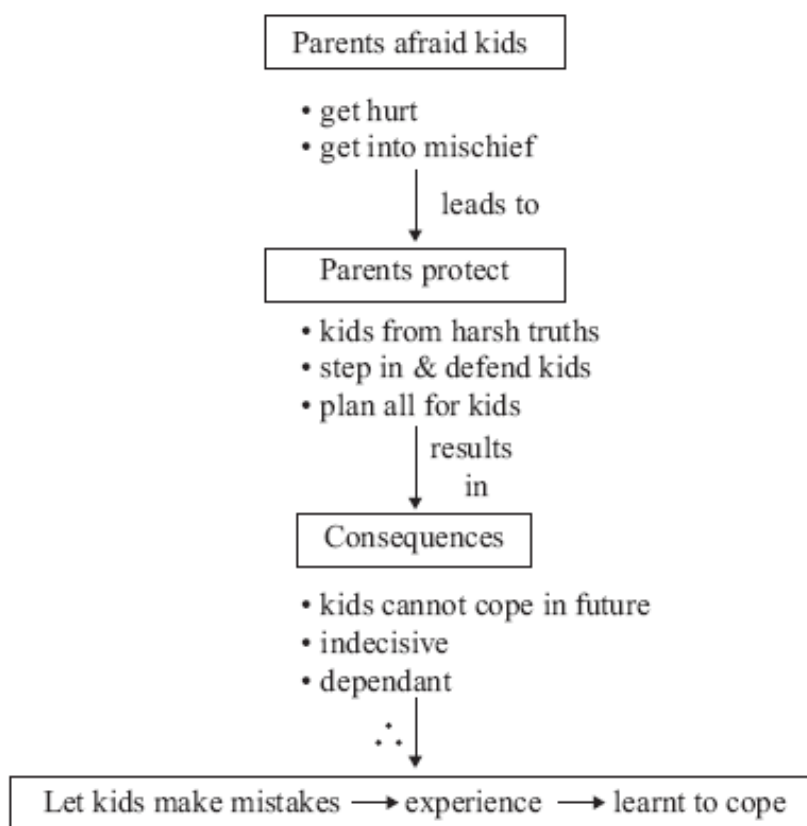 Parents afraid kids
• get hurt
• get into mischief
leads to
Parents protect
• kids from harsh truths
• step in & defend kids
• plan all for kids
results
in
Consequences
• kids cannot cope in future
• indecisive
• dependant
∴
Let kids make mistakes → experience → learnt to cope